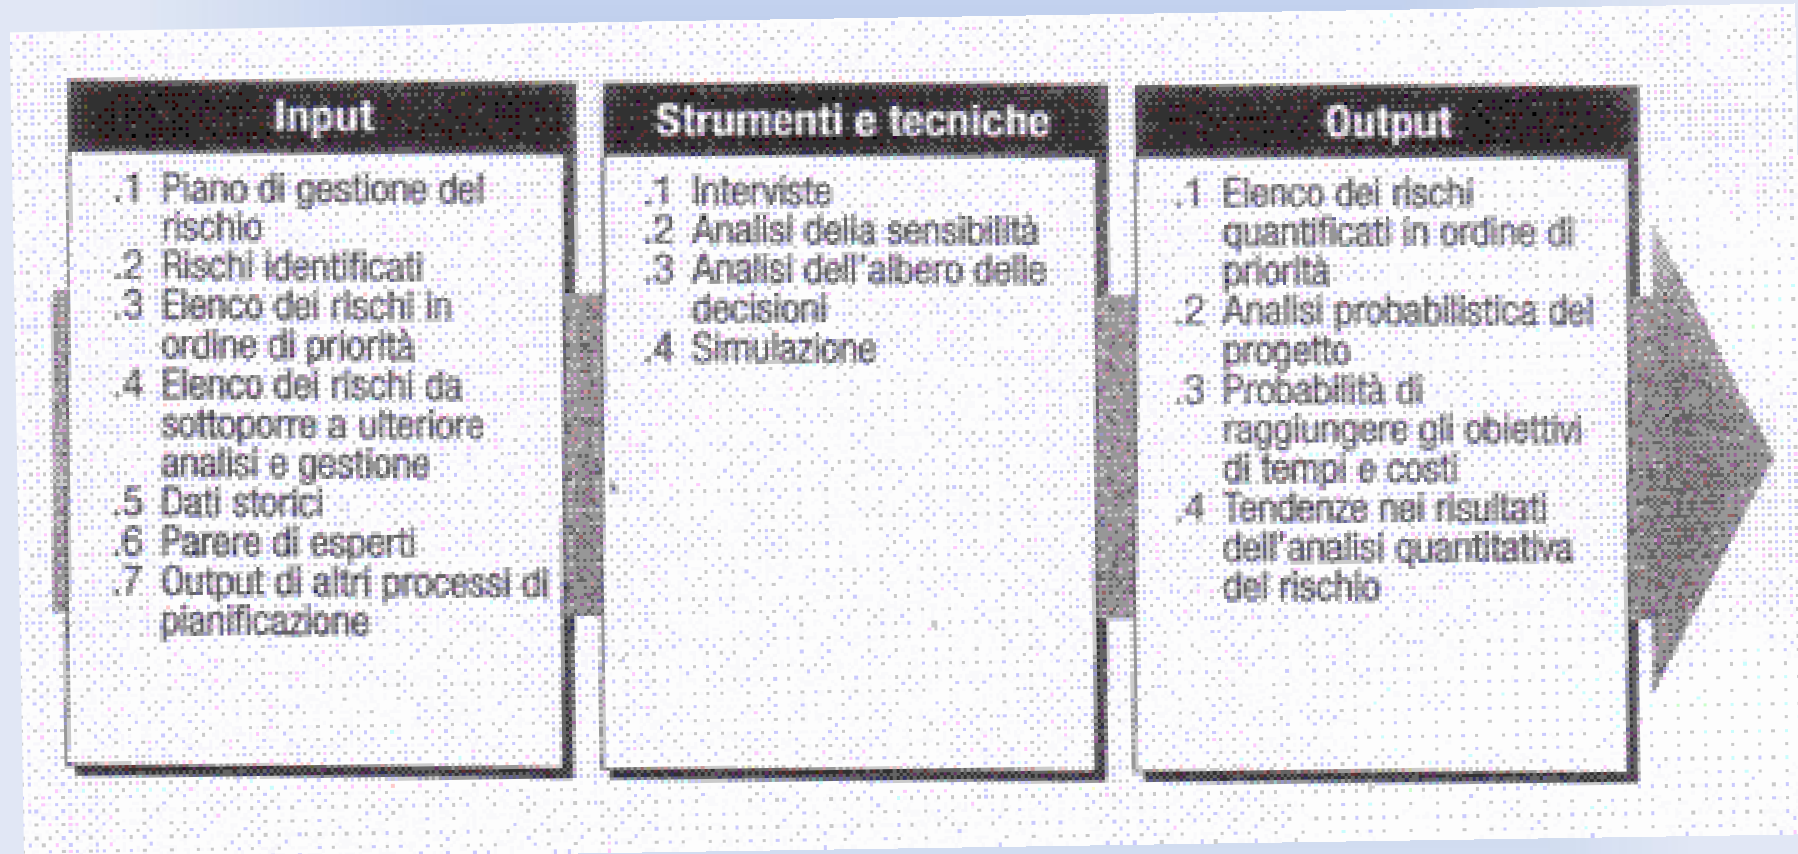 Input
.1 Piano di gestione del
rischio
.2 Rischi identificati
.3 Elenco dei rischi in
ordine di priorità
.4 Elenco dei rischi da
sottoporre a ulteriore
analisi e gestione
.5 Dati storici
.6 Parere di esperti
.7 Output di altri processi di
pianificazione
Strumenti e tecniche
.1 Interviste
.2 Analisi della sensibilità
.3 Analisi dell'albero delle
decisioni
.4 Simulazione
Output
.1 Elenco dei rischi
quantificati in ordine di
priorità
.2 Analisi probabilistica del
progetto
.3 Probabilità di
raggiungere gli obiettivi
di tempi e costi
.4 Tendenze nei risultati
dell'analisi quantitativa
del rischio